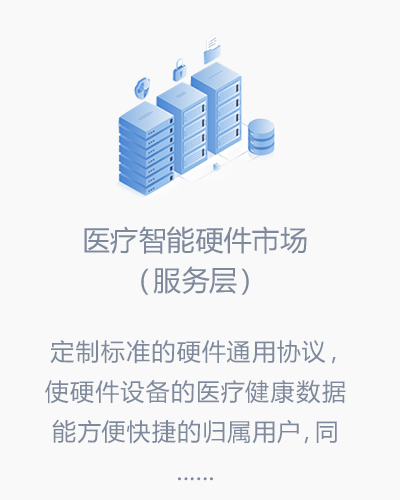 医疗智能硬件市场
（服务层）
定制标准的硬件通用协议，
使硬件设备的医疗健康数据
能方便快捷的归属用户，同
······